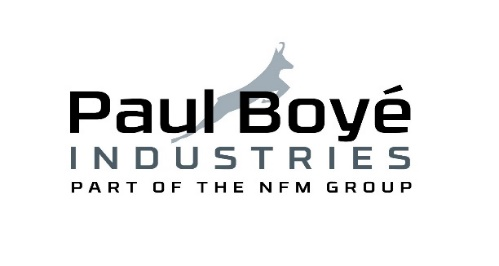 Paul Boyé
INDUSTRIES
PART OF THE NFM GROUP